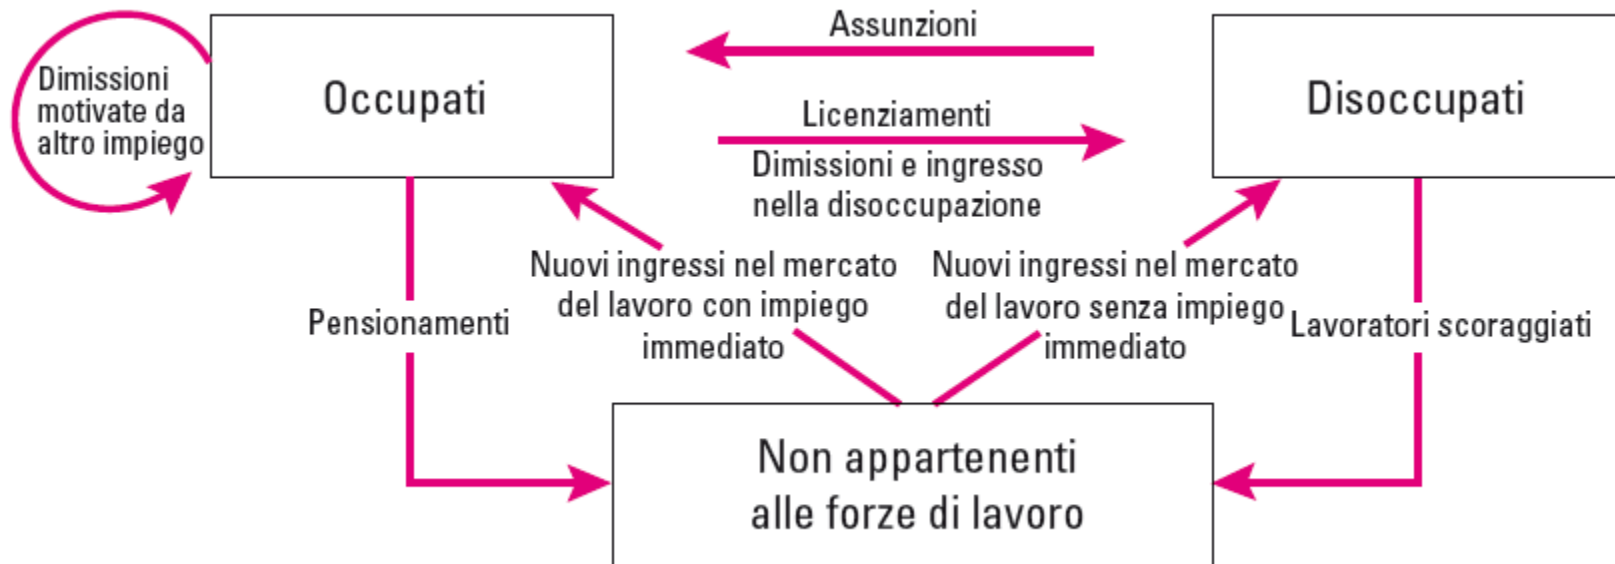 Assunzioni
Dimissioni
motivate da
altro impiego
Occupati
Disoccupati
Licenziamenti
Dimissioni e ingresso
nella disoccupazione
Nuovi ingressi nel mercato
del lavoro con impiego
immediato
Nuovi ingressi nel mercato
del lavoro senza impiego
immediato
Pensionamenti
Lavoratori scoraggiati
Non appartenenti
alle forze di lavoro